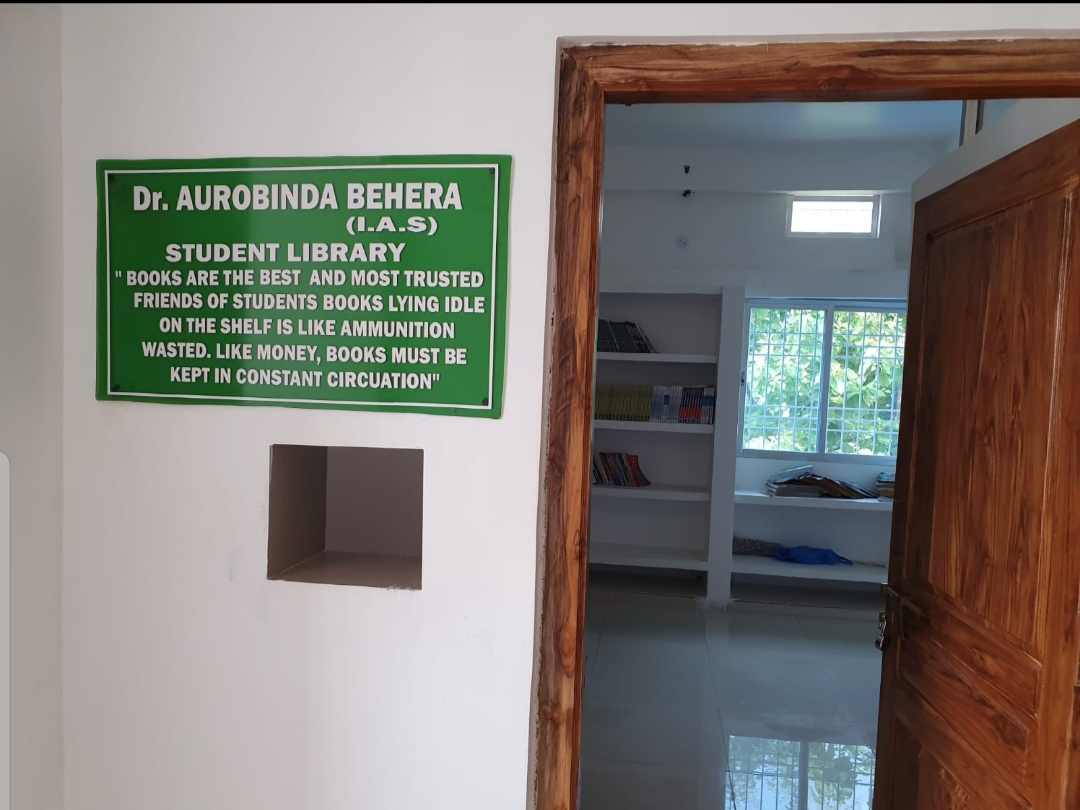 Dr. AUROBINDA BEHERA
(I.A.S)
STUDENT LIBRARY
" BOOKS ARE THE BEST AND MOST TRUSTED
FRIENDS OF STUDENTS BOOKS LYING IDLE
ON THE SHELF IS LIKE AMMUNITION
WASTED. LIKE MONEY, BOOKS MUST BE
KEPT IN CONSTANT CIRCUATION"